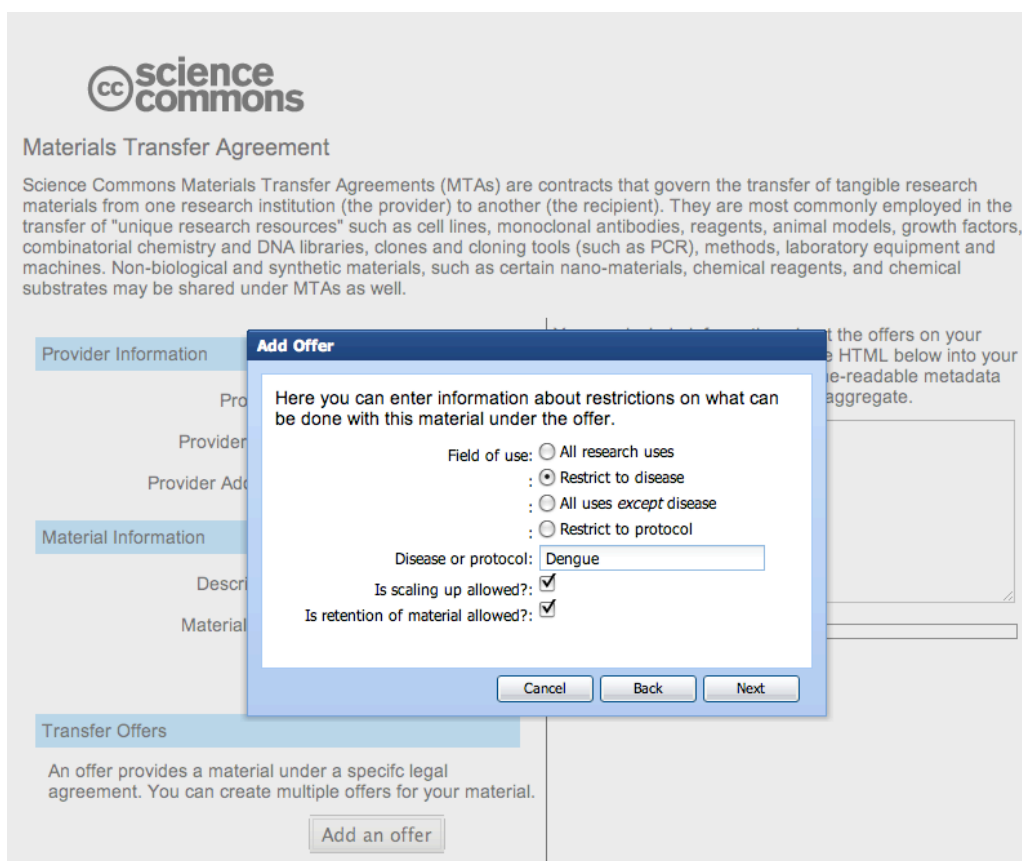 cc science
commons
Materials Transfer Agreement
Science Commons Materials Transfer Agreements (MTAs) are contracts that govern the transfer of tangible research
materials from one research institution (the provider) to another (the recipient). They are most commonly employed in the
transfer of "unique research resources" such as cell lines, monoclonal antibodies, reagents, animal models, growth factors,
combinatorial chemistry and DNA libraries, clones and cloning tools (such as PCR), methods, laboratory equipment and
machines. Non-biological and synthetic materials, such as certain nano-materials, chemical reagents, and chemical
substrates may be shared under MTAs as well.
Provider Information
Pro
Provider
Provider Add
Material Information
Descri
Material
t the offers on your
e HTML below into your
ne-readable metadata
aggregate.
Add Offer
Here you can enter information about restrictions on what can
be done with this material under the offer.
Field of use: All research uses
: Restrict to disease
: All uses except disease
: Restrict to protocol
Disease or protocol: Dengue
Is scaling up allowed?:
Is retention of material allowed?:
Cancel Back Next
Transfer Offers
An offer provides a material under a specifc legal
agreement. You can create multiple offers for your material.
Add an offer